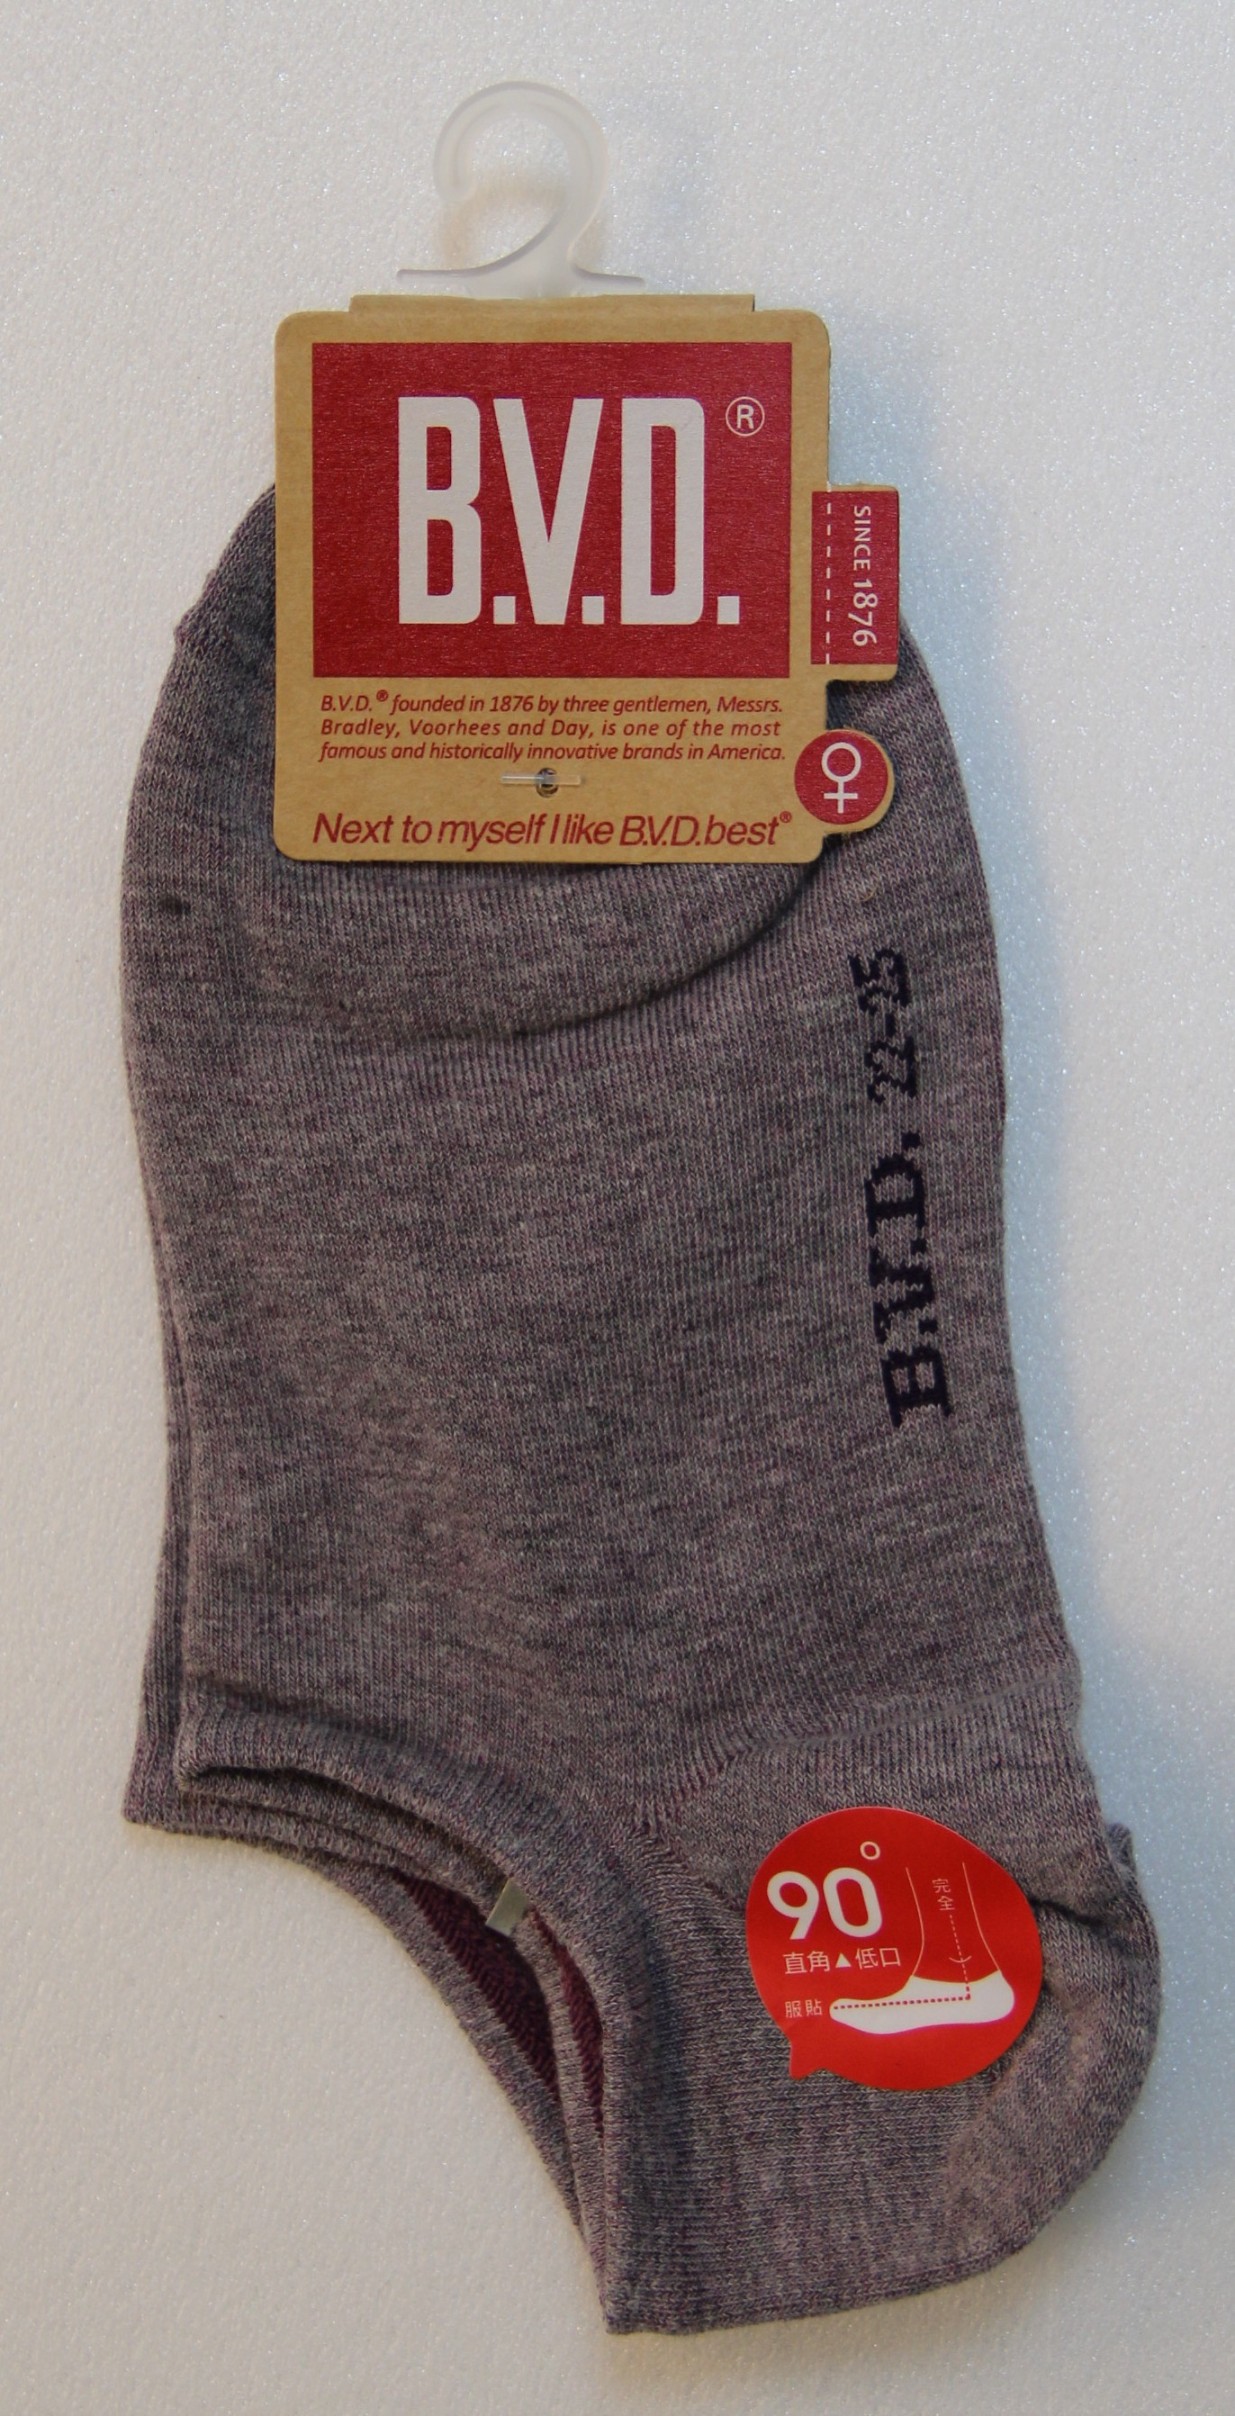 B.V.D.®
SINCE 1876
B.V.D.® founded in 1876 by three gentlemen, Messrs.
Bradley, Voorhees and Day, is one of the most
famous and historically innovative brands in America.
Next to myself I like B.V.D.best®
B.V.D. 22-25
90°
直角▲低口
完全
服貼